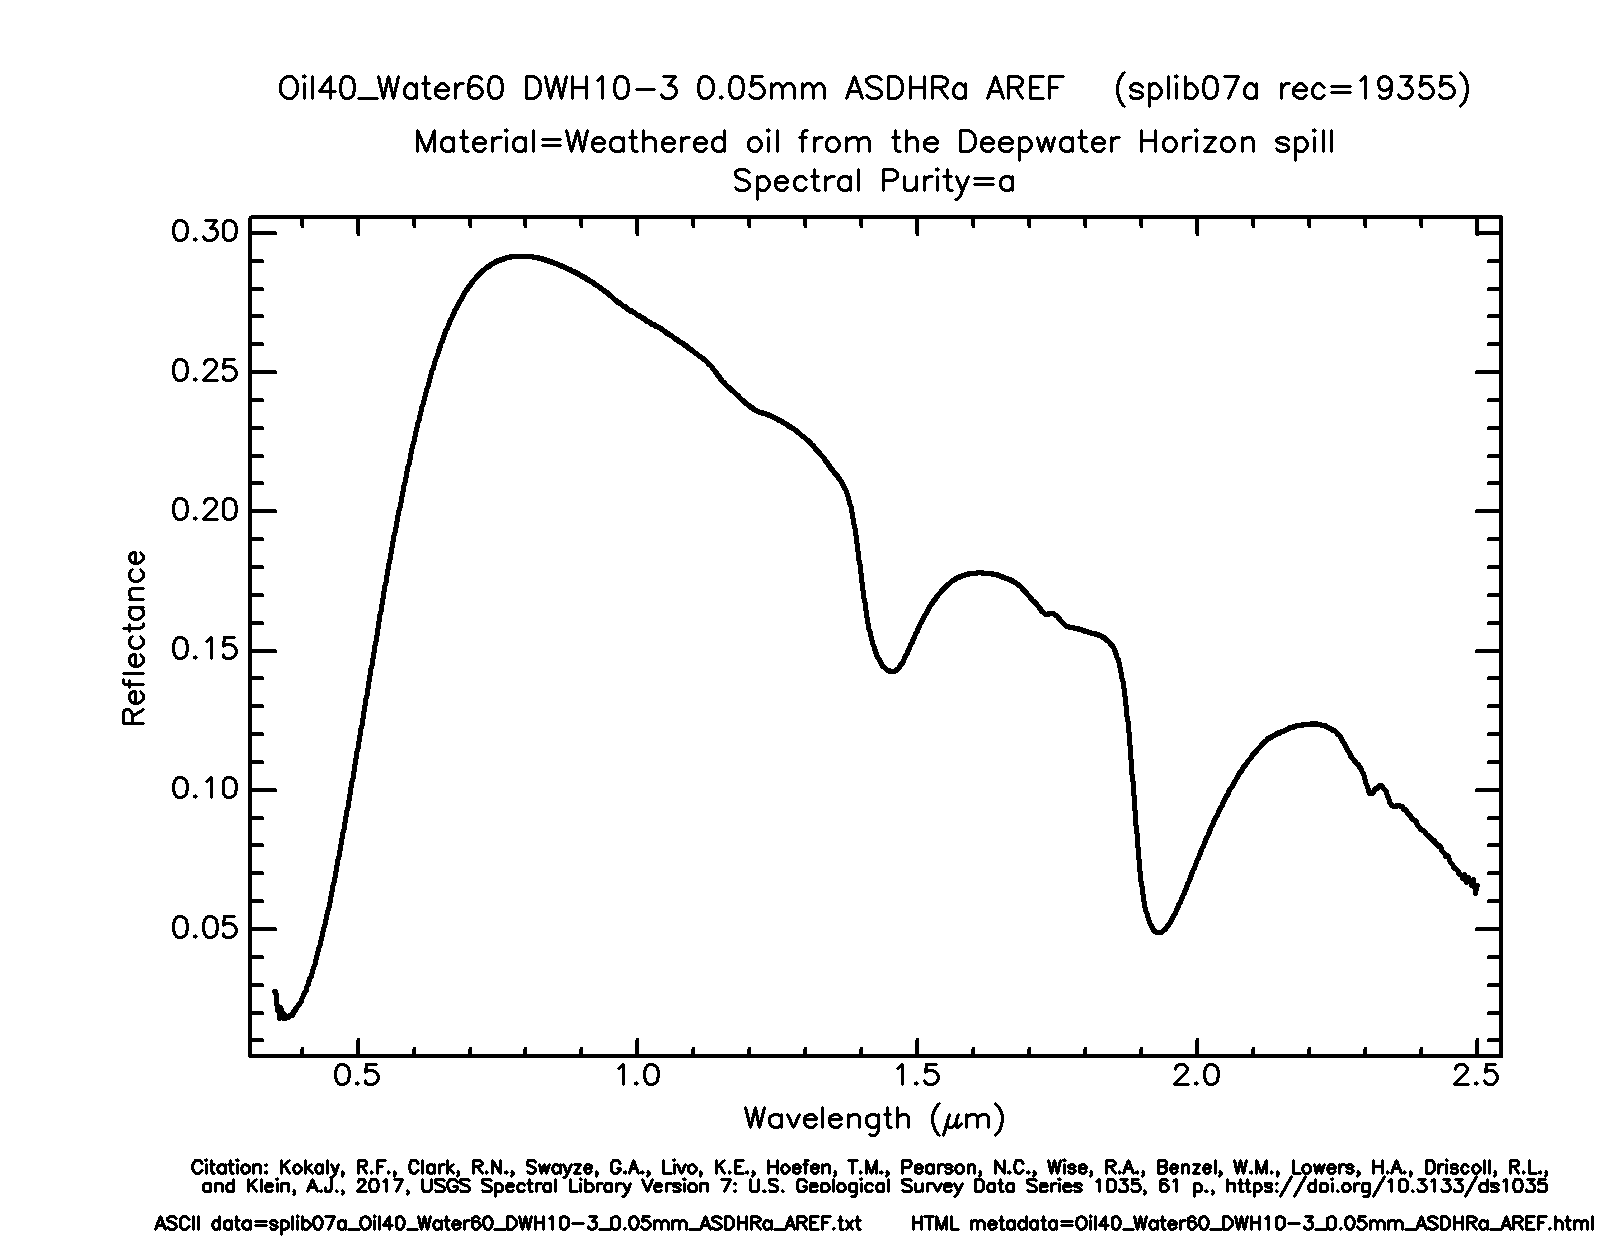 Oil40_Water60 DWH10-3 0.05mm ASDHRa AREF (splib07a rec=19355)
Material=Weathered oil from the Deepwater Horizon spill
Spectral Purity=a
0.30
0.25
0.20
0.15
0.10
0.05
Reflectance
0.5 1.0 1.5 2.0 2.5
Wavelength (μm)
Citation: Kokaly, R.F., Clark, R.N., Swayze, G.A., Livo, K.E., Hoefen, T.M., Pearson, N.C., Wise, R.A., Benzel, W.M., Lowers, H.A., Driscoll, R.L.,
and Klein, A.J., 2017, USGS Spectral Library Version 7: U.S. Geological Survey Data Series 1035, 61 p., https://doi.org/10.3133/ds1035
ASCII data=splib07a_Oil40_Water60_DWH10-3_0.05mm_ASDHRa_AREF.txt HTML metadata=Oil40_Water60_DWH10-3_0.05mm_ASDHRa_AREF.html